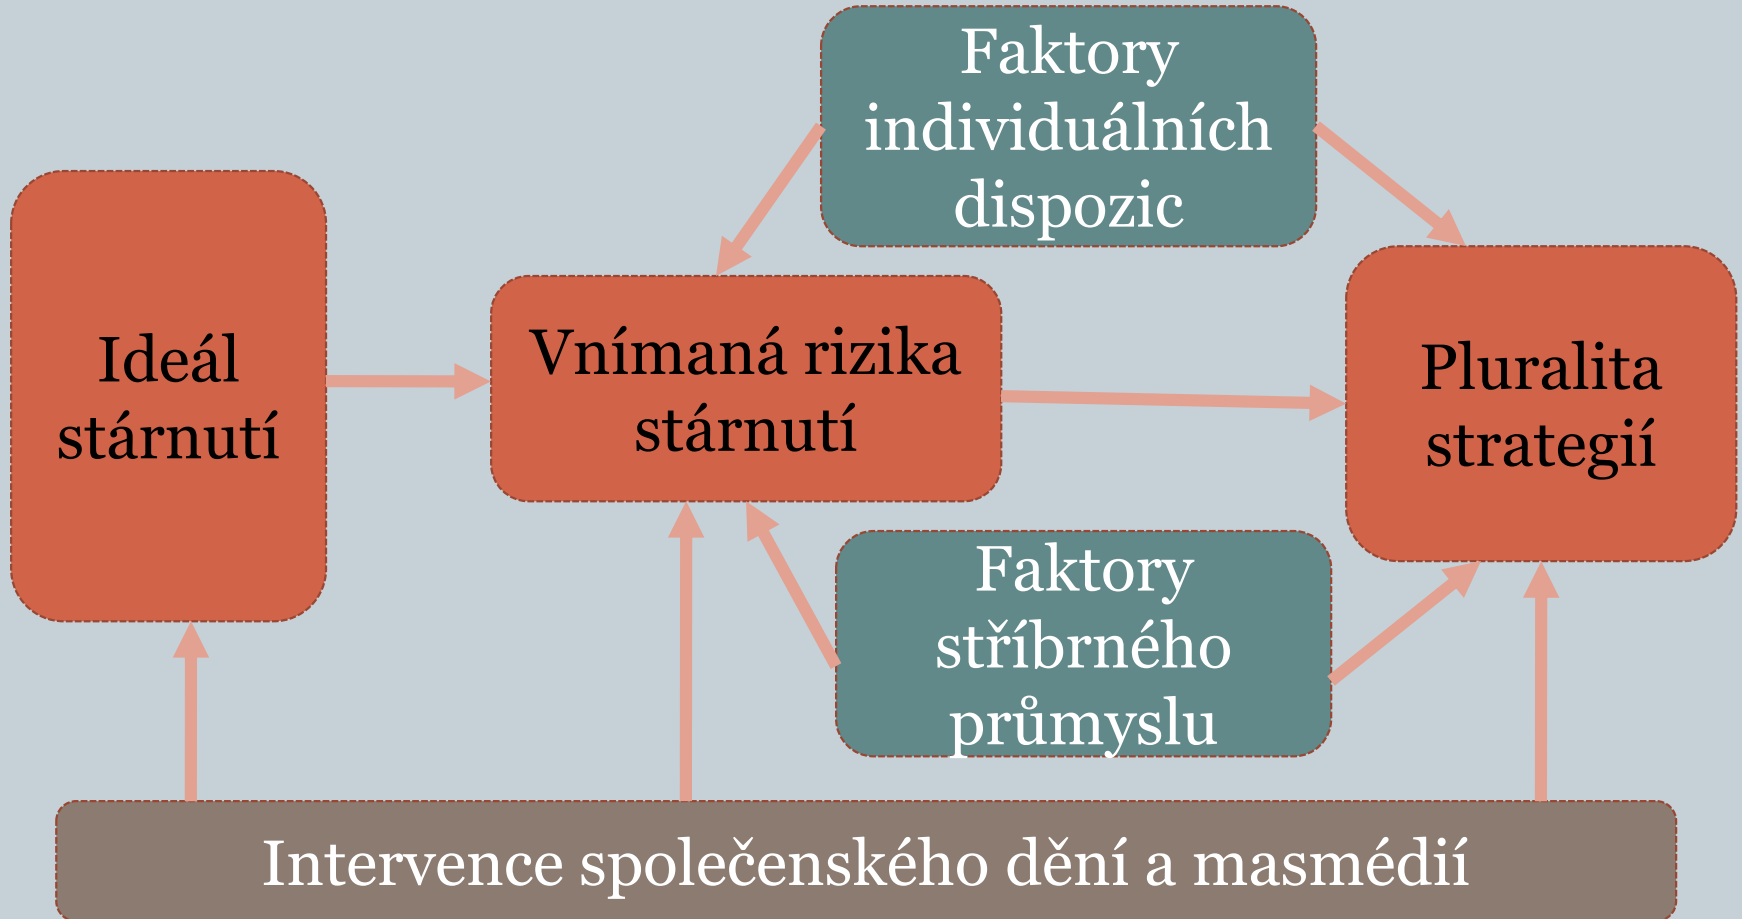 Faktory
individuálních
dispozic
Ideál
stárnutí
Vnímaná rizika
stárnutí
Pluralita
strategií
Faktory
stříbrného
průmyslu
Intervence společenského dění a masmédií